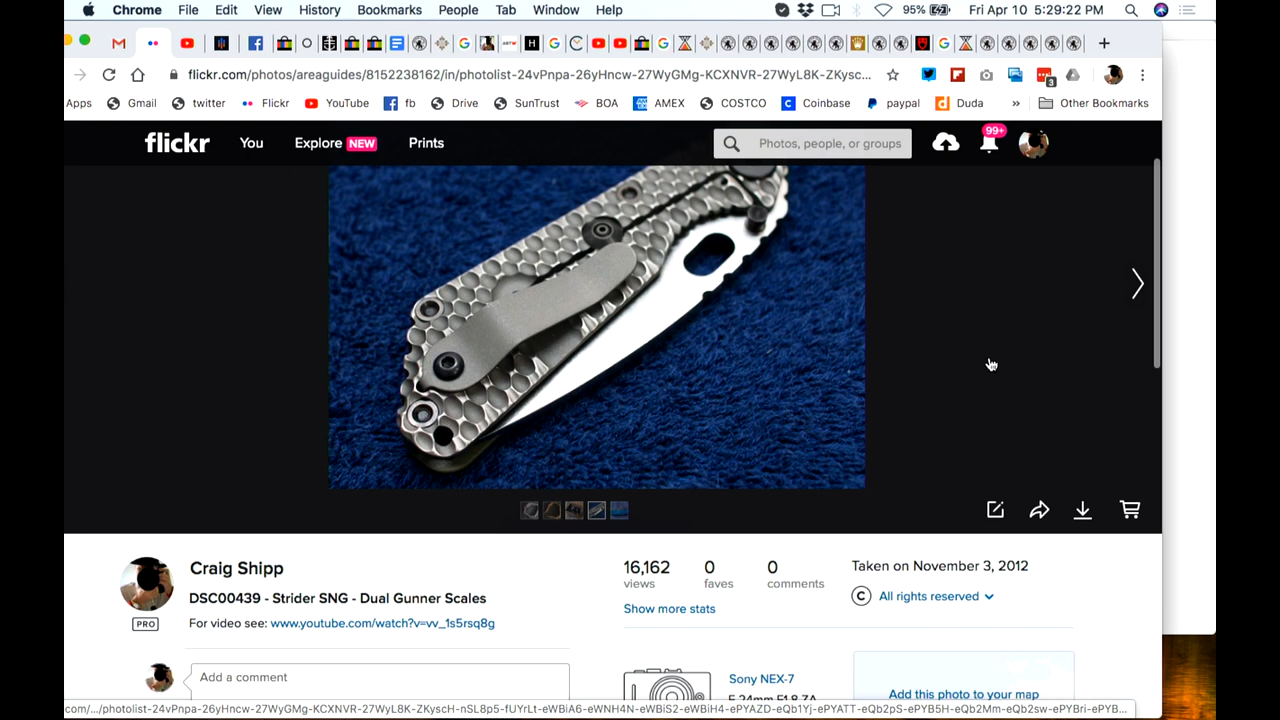 Chrome File Edit View History Bookmarks People Tab Window Help 95% Fri Apr 10 5:29:22 PM
flickr.com/photos/areaguides/8152238162/in/photolist-24vPnpa-26yHncw-27WyGMg-KCXNVR-27WyL8K-ZKysc... 3
Apps Gmail twitter Flickr YouTube fb Drive SunTrust BOA AMEX COSTCO Coinbase paypal Duda » Other Bookmarks
flickr You Explore NEW Prints Photos, people, or groups 99+
Craig Shipp
DSC00439 - Strider SNG - Dual Gunner Scales
PRO
For video see: www.youtube.com/watch?v=vv_1s5rsq8g
16,162 0 0
views faves comments
Show more stats
Taken on November 3, 2012
All rights reserved
Add a comment
Sony NEX-7
Add this photo to your map